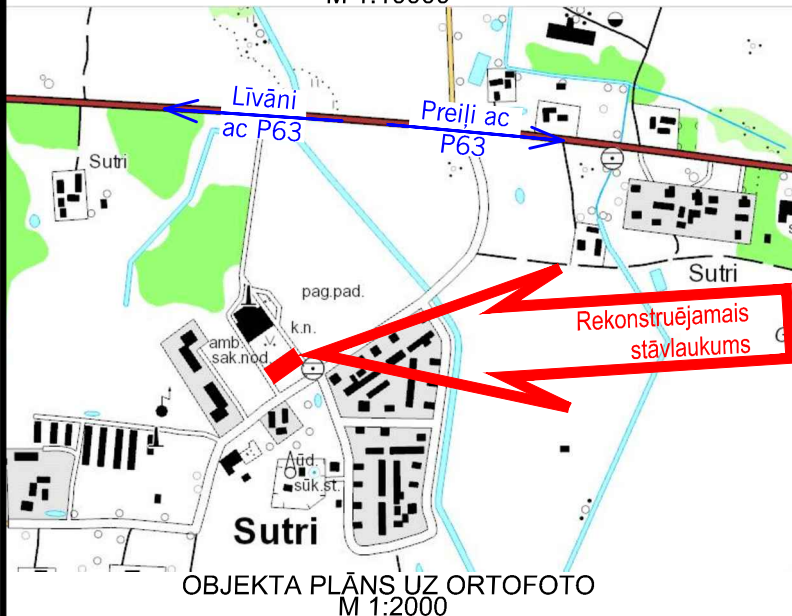 M 1:10000
Līvāni
ac P63
Preiļi ac
P63
Sutri
Sutri
pag.pad.
k.n.
amb.
sak.nod.
Rekonstruējamais
stāvlaukums
G
ūd.
sūk.st.
Sutri
OBJEKTA PLĀNS UZ ORTOFOTO
M 1:2000